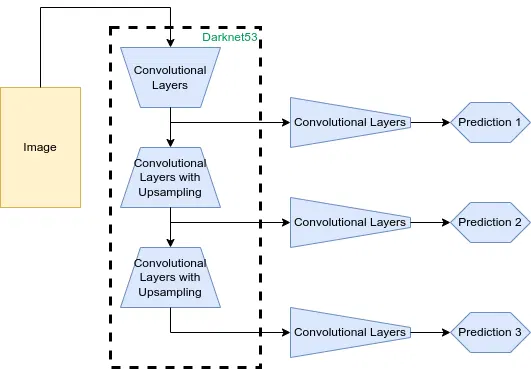 Darknet53
Convolutional
Layers
Image
Convolutional Layers
Prediction 1
Convolutional
Layers with
Upsampling
Convolutional Layers
Prediction 2
Convolutional
Layers with
Upsampling
Convolutional Layers
Prediction 3